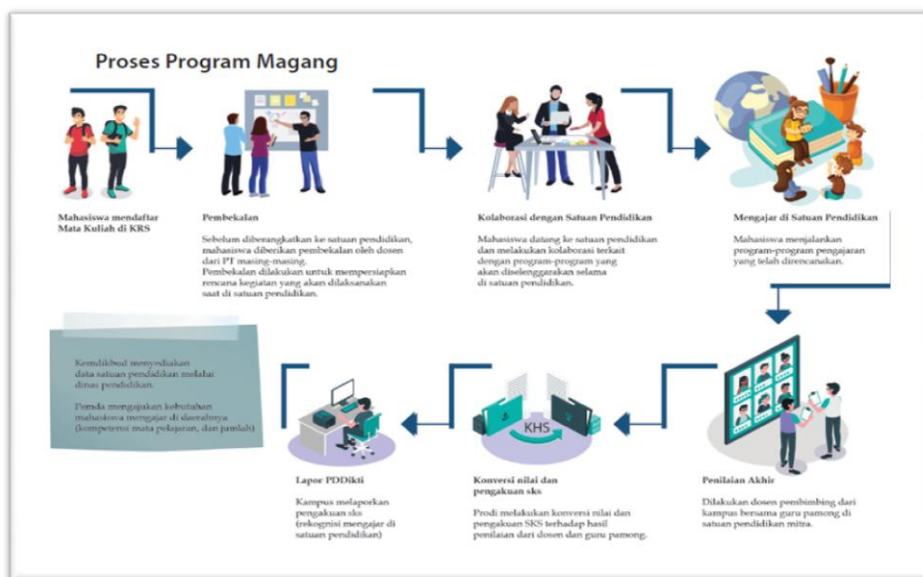 Proses Program Magang
Mahasiswa mendaftar
Mata Kuliah di KRS
Pembekalan
Sebelum diberangkatkan ke satuan pendidikan,
mahasiswa diberikan pembekalan oleh dosen
dari PT masing-masing.
Pembekalan dilakukan untuk mempersiapkan
rencana kegiatan yang akan dilaksanakan
saat di satuan pendidikan.
Kolaborasi dengan Satuan Pendidikan
Mahasiswa datang ke satuan pendidikan
dan melakukan kolaborasi terkait
dengan program-program yang
akan diselenggarakan selama
di satuan pendidikan.
Mengajar di Satuan Pendidikan
Mahasiswa menjalankan
program-program pengajaran
yang telah direncanakan.
Penilaian Akhir
Dilakukan dosen pembimbing dari
kampus bersama guru pamong di
satuan pendidikan mitra.
KHS
Konversi nilai dan
pengakuan sks
Prodi melakukan konversi nilai dan
pengakuan SKS terhadap hasil
penilaian dari dosen dan guru pamong.
Lapor PDDikti
Kampus melaporkan
pengakuan sks
(rekognisi mengajar di
satuan pendidikan)
Kemdikbud menyediakan
data satuan pendidikan melalui
dinas pendidikan.
Pemda mengajukan kebutuhan
mahasiswa mengajar di daerahnya
(kompetensi mata pelajaran, dan jumlah)